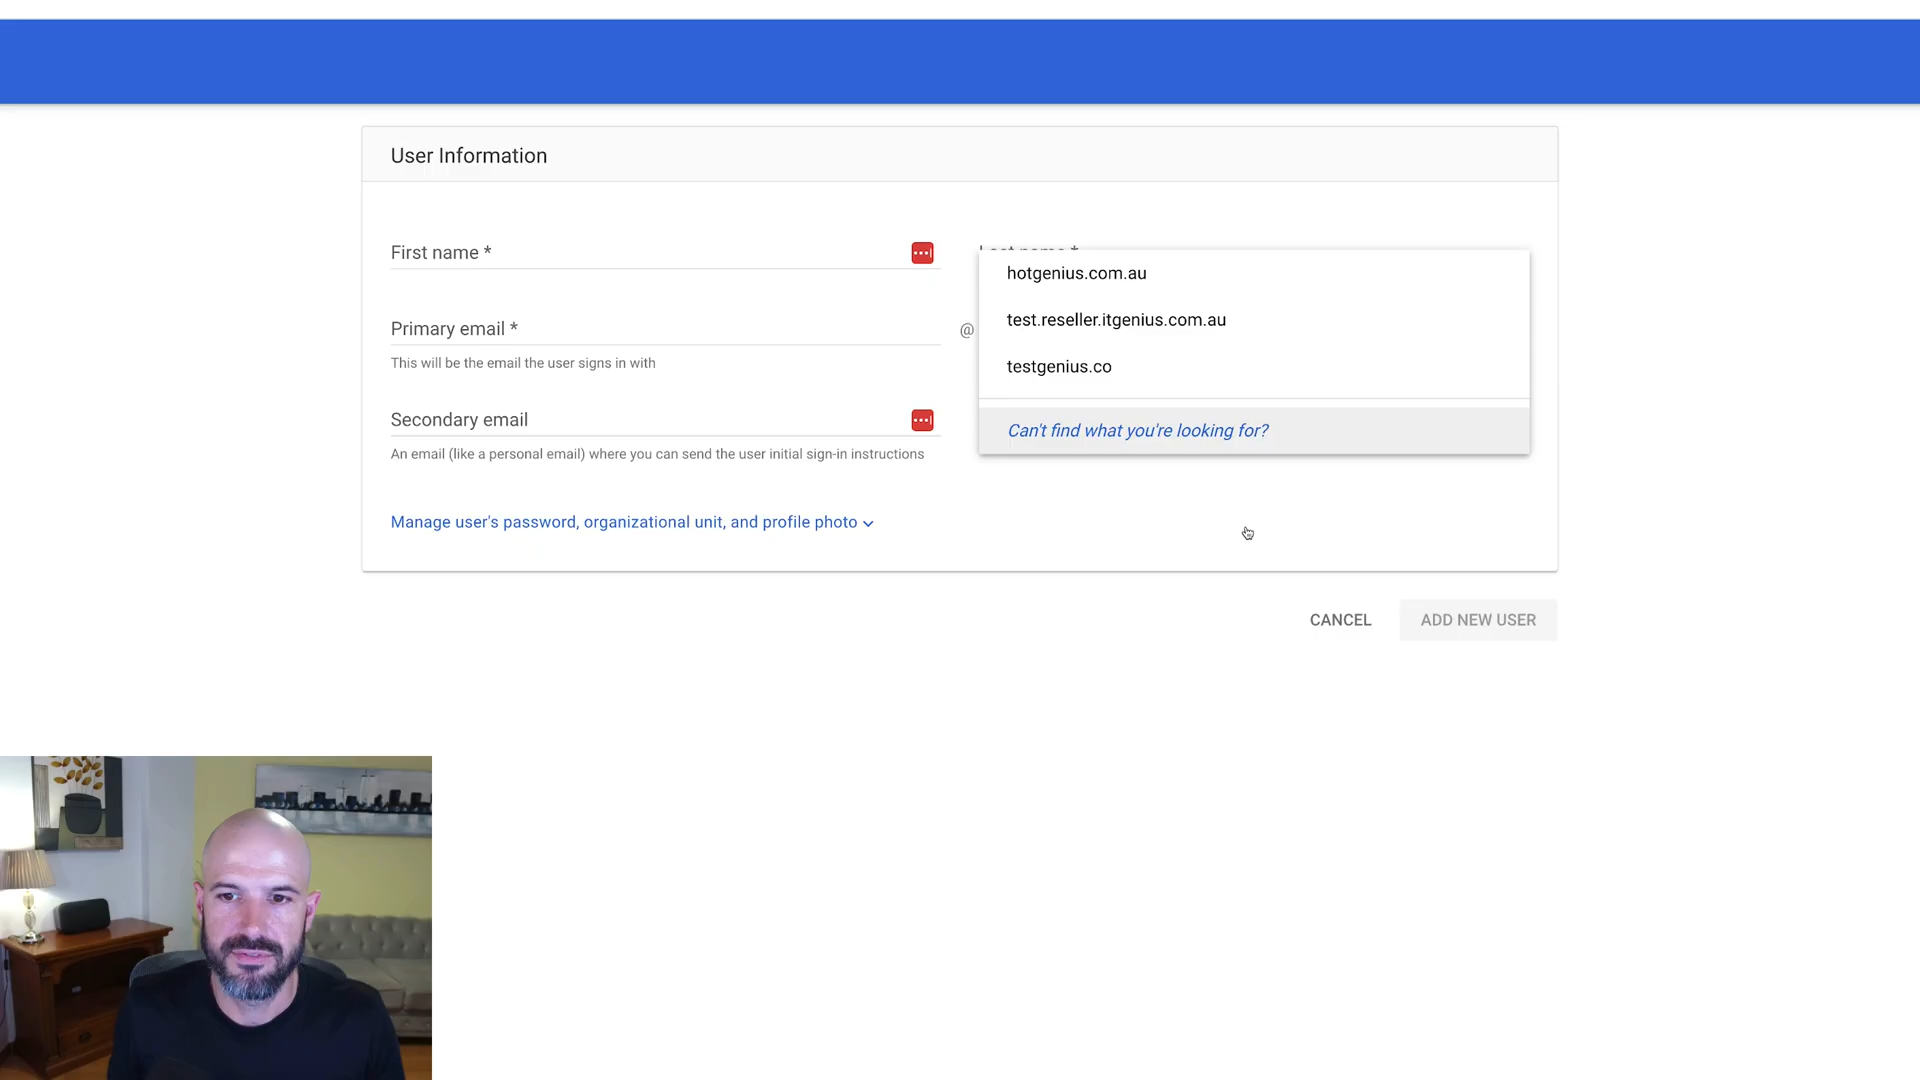 User Information
First name *
Last name *
Primary email *
@
This will be the email the user signs in with
hotgenius.com.au
test.reseller.itgenius.com.au
testgenius.co
Can't find what you're looking for?
Secondary email
An email (like a personal email) where you can send the user initial sign-in instructions
Manage user's password, organizational unit, and profile photo
CANCEL
ADD NEW USER